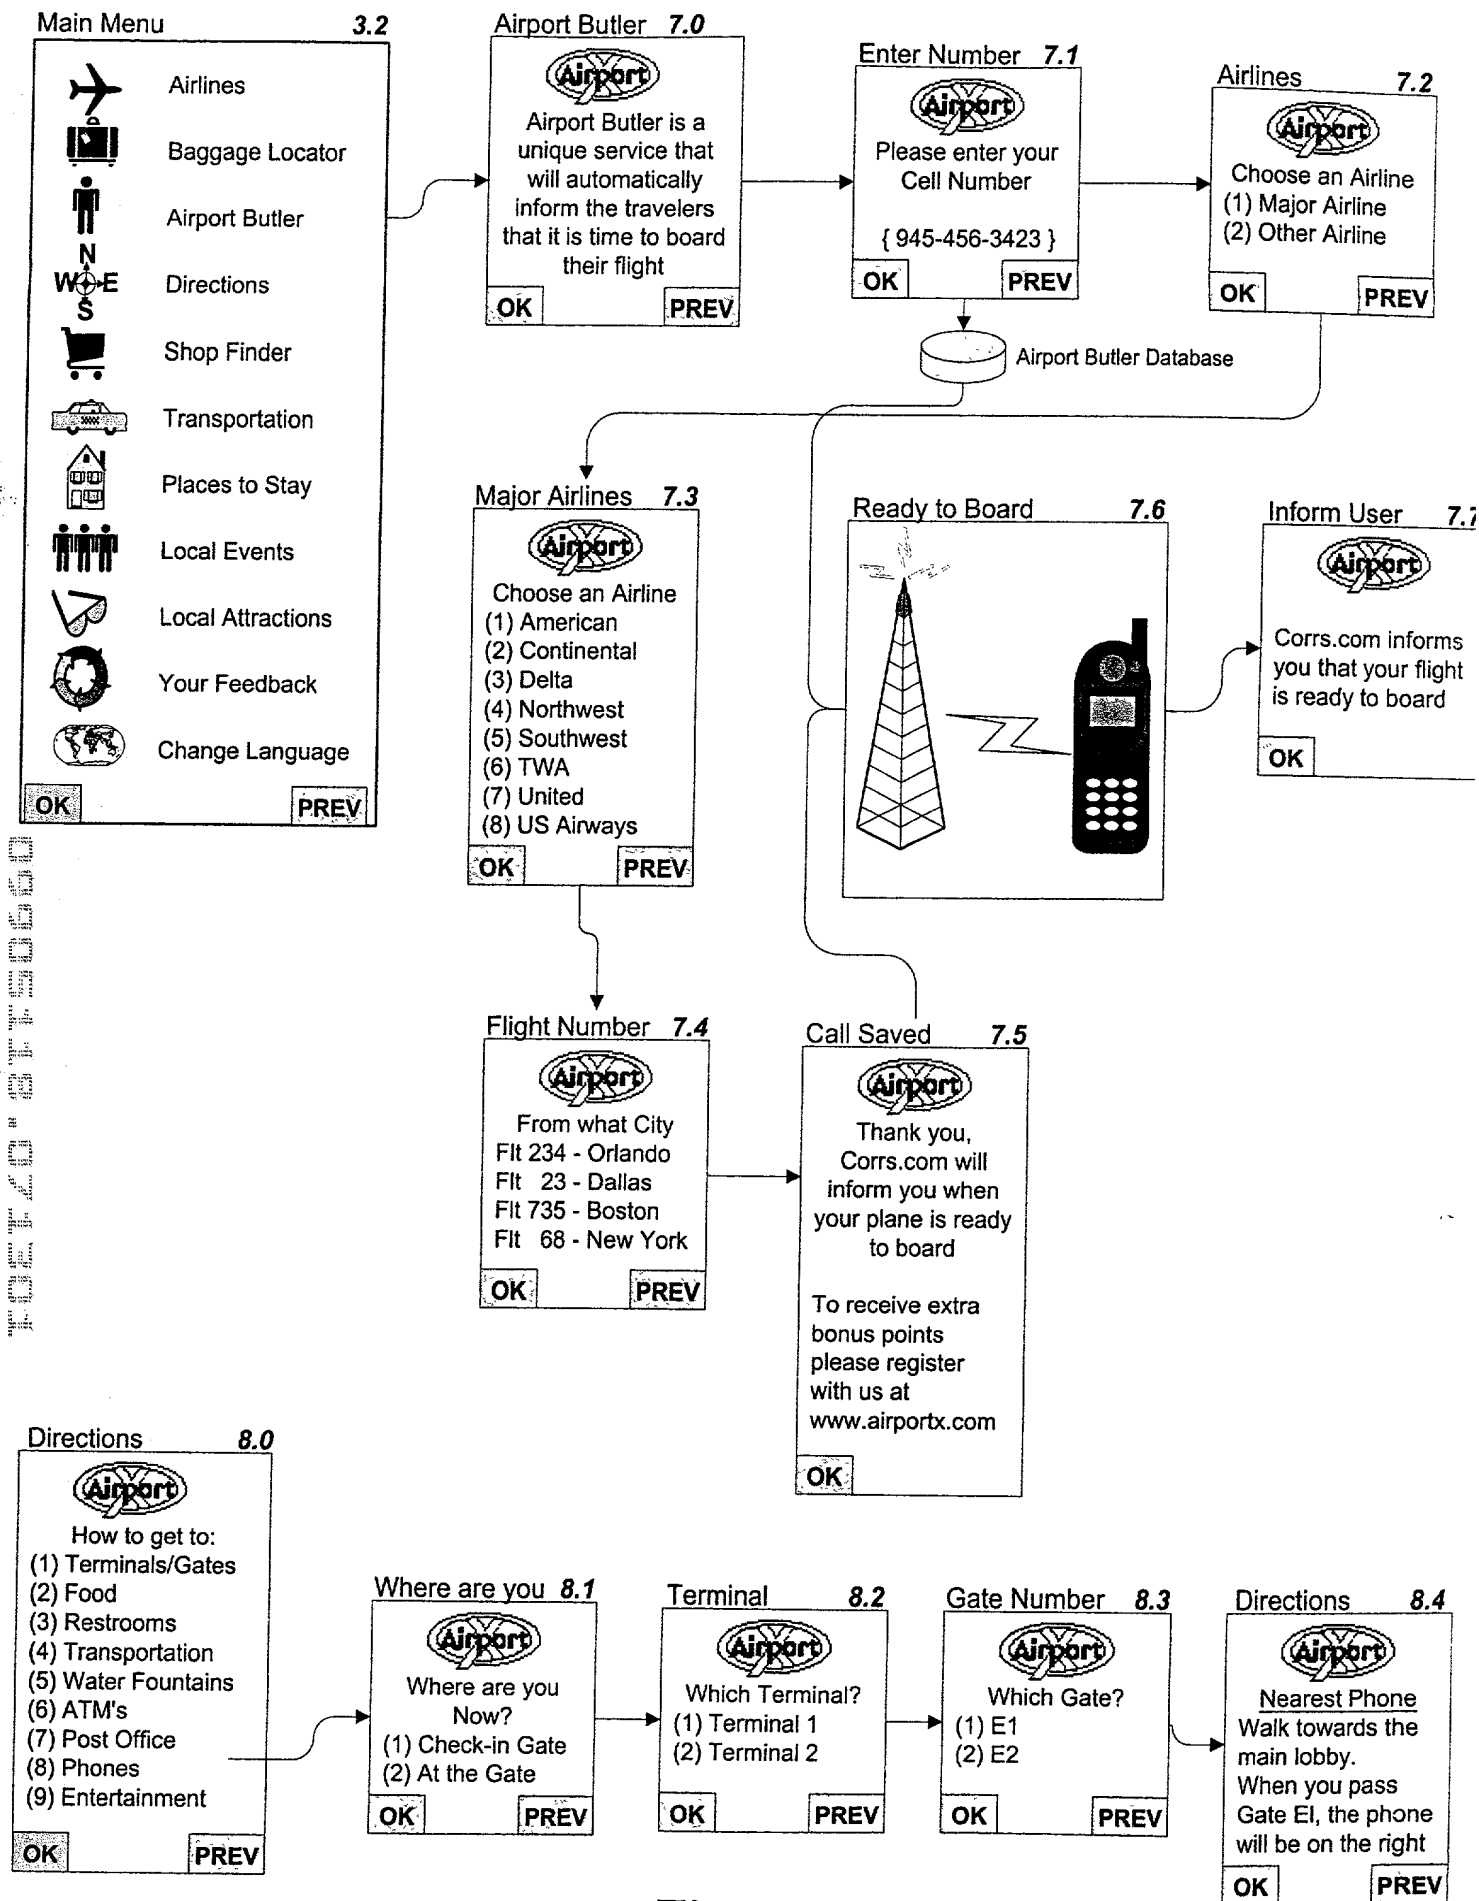 Main Menu 3.2
Airlines
Baggage Locator
Airport Butler
N
W E
S
Directions
Shop Finder
Transportation
Places to Stay
Local Events
Local Attractions
Your Feedback
Change Language
OK PREV
Airport Butler 7.0
Airport X
Airport Butler is a
unique service that
will automatically
inform the travelers
that it is time to board
their flight
OK PREV
Enter Number 7.1
Airport X
Please enter your
Cell Number
{ 945-456-3423 }
OK PREV
Airport Butler Database
Airlines 7.2
Airport X
Choose an Airline
(1) Major Airline
(2) Other Airline
OK PREV
Major Airlines 7.3
Airport X
Choose an Airline
(1) American
(2) Continental
(3) Delta
(4) Northwest
(5) Southwest
(6) TWA
(7) United
(8) US Airways
OK PREV
Ready to Board 7.6
Inform User 7.7
Airport X
Corrs.com informs
you that your flight
is ready to board
OK
Flight Number 7.4
Airport X
From what City
Flt 234 - Orlando
Flt 23 - Dallas
Flt 735 - Boston
Flt 68 - New York
OK PREV
Call Saved 7.5
Airport X
Thank you,
Corrs.com will
inform you when
your plane is ready
to board
To receive extra
bonus points
please register
with us at
www.airportx.com
OK
Directions 8.0
Airport X
How to get to:
(1) Terminals/Gates
(2) Food
(3) Restrooms
(4) Transportation
(5) Water Fountains
(6) ATM's
(7) Post Office
(8) Phones
(9) Entertainment
OK PREV
Where are you 8.1
Airport X
Where are you
Now?
(1) Check-in Gate
(2) At the Gate
OK PREV
Terminal 8.2
Airport X
Which Terminal?
(1) Terminal 1
(2) Terminal 2
OK PREV
Gate Number 8.3
Airport X
Which Gate?
(1) E1
(2) E2
OK PREV
Directions 8.4
Airport X
Nearest Phone
Walk towards the
main lobby.
When you pass
Gate EI, the phone
will be on the right
OK PREV